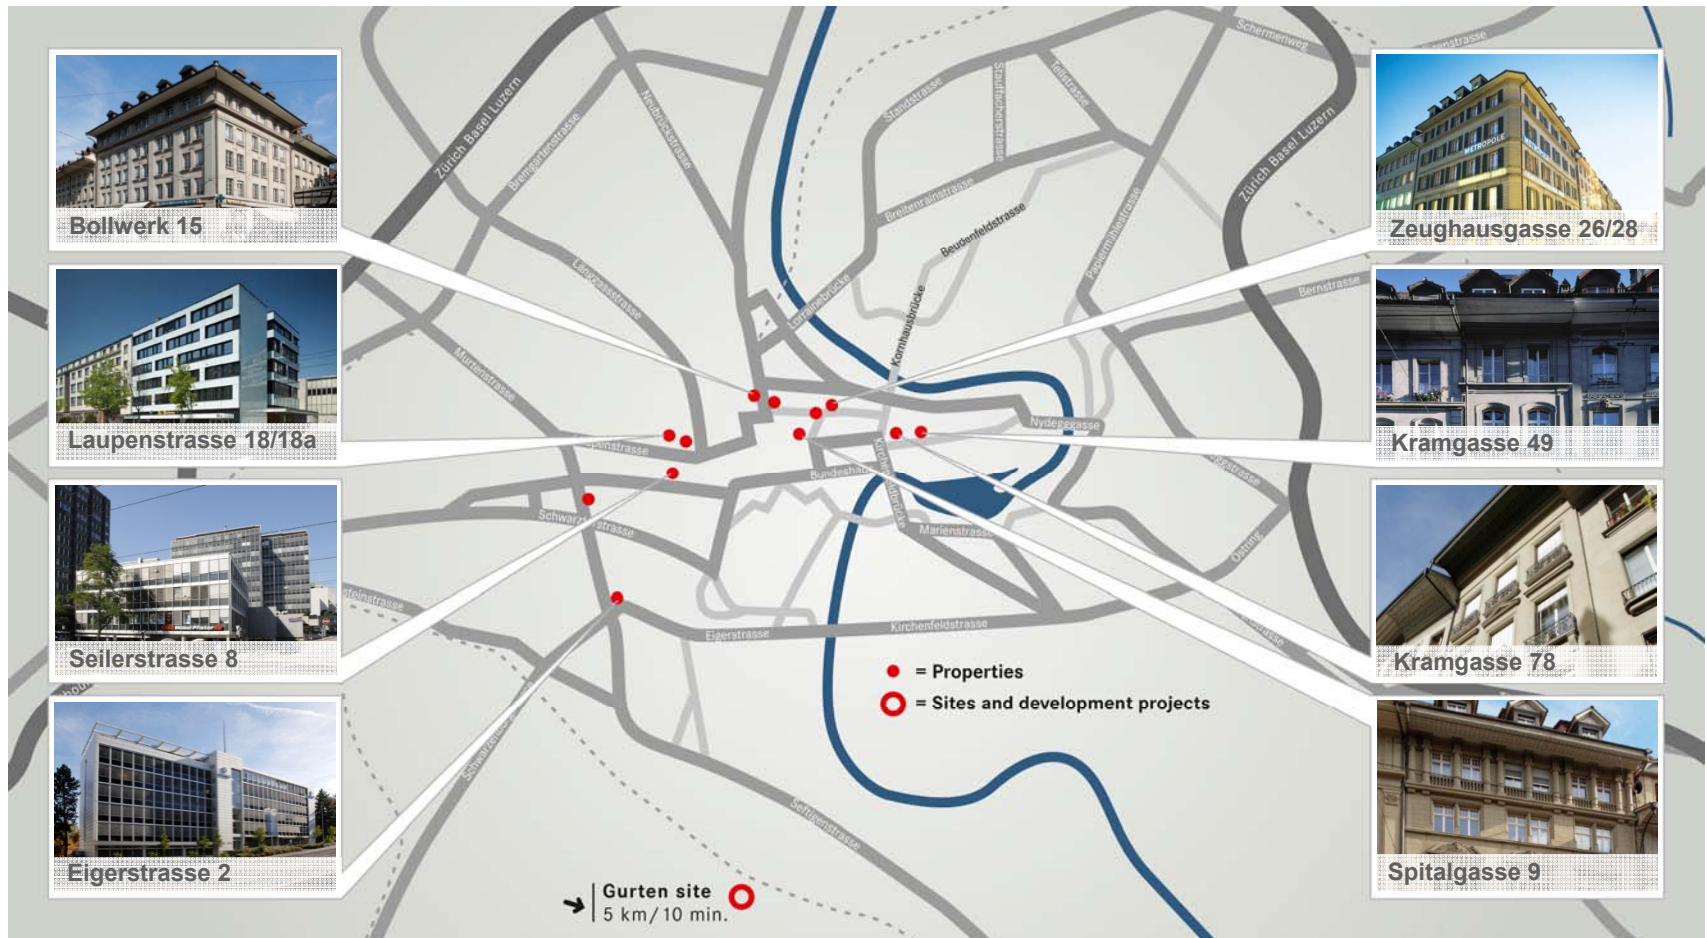 Bollwerk 15
Laupenstrasse 18/18a
Seilerstrasse 8
Eigerstrasse 2
Zeughausgasse 26/28
METROPOLE
Kramgasse 49
Kramgasse 78
Spitalgasse 9
Zürich Basel Luzern
Bremgartenstrasse
Neubrückstrasse
Länggassstrasse
Murtenstrasse
Lorrainebrücke
Standstrasse
Stauffacherstrasse
Tellstrasse
Schermenweg
Breitenrainstrasse
Beudenfeldstrasse
Papiermühlestrasse
Zürich Basel Luzern
Bernstrasse
Kornhausbrücke
Nydeggasse
Marienstrasse
Ostring
Kirchenfeldstrasse
Eigerstrasse
Seftigenstrasse
= Properties
= Sites and development projects
Gurten site
5 km/10 min.